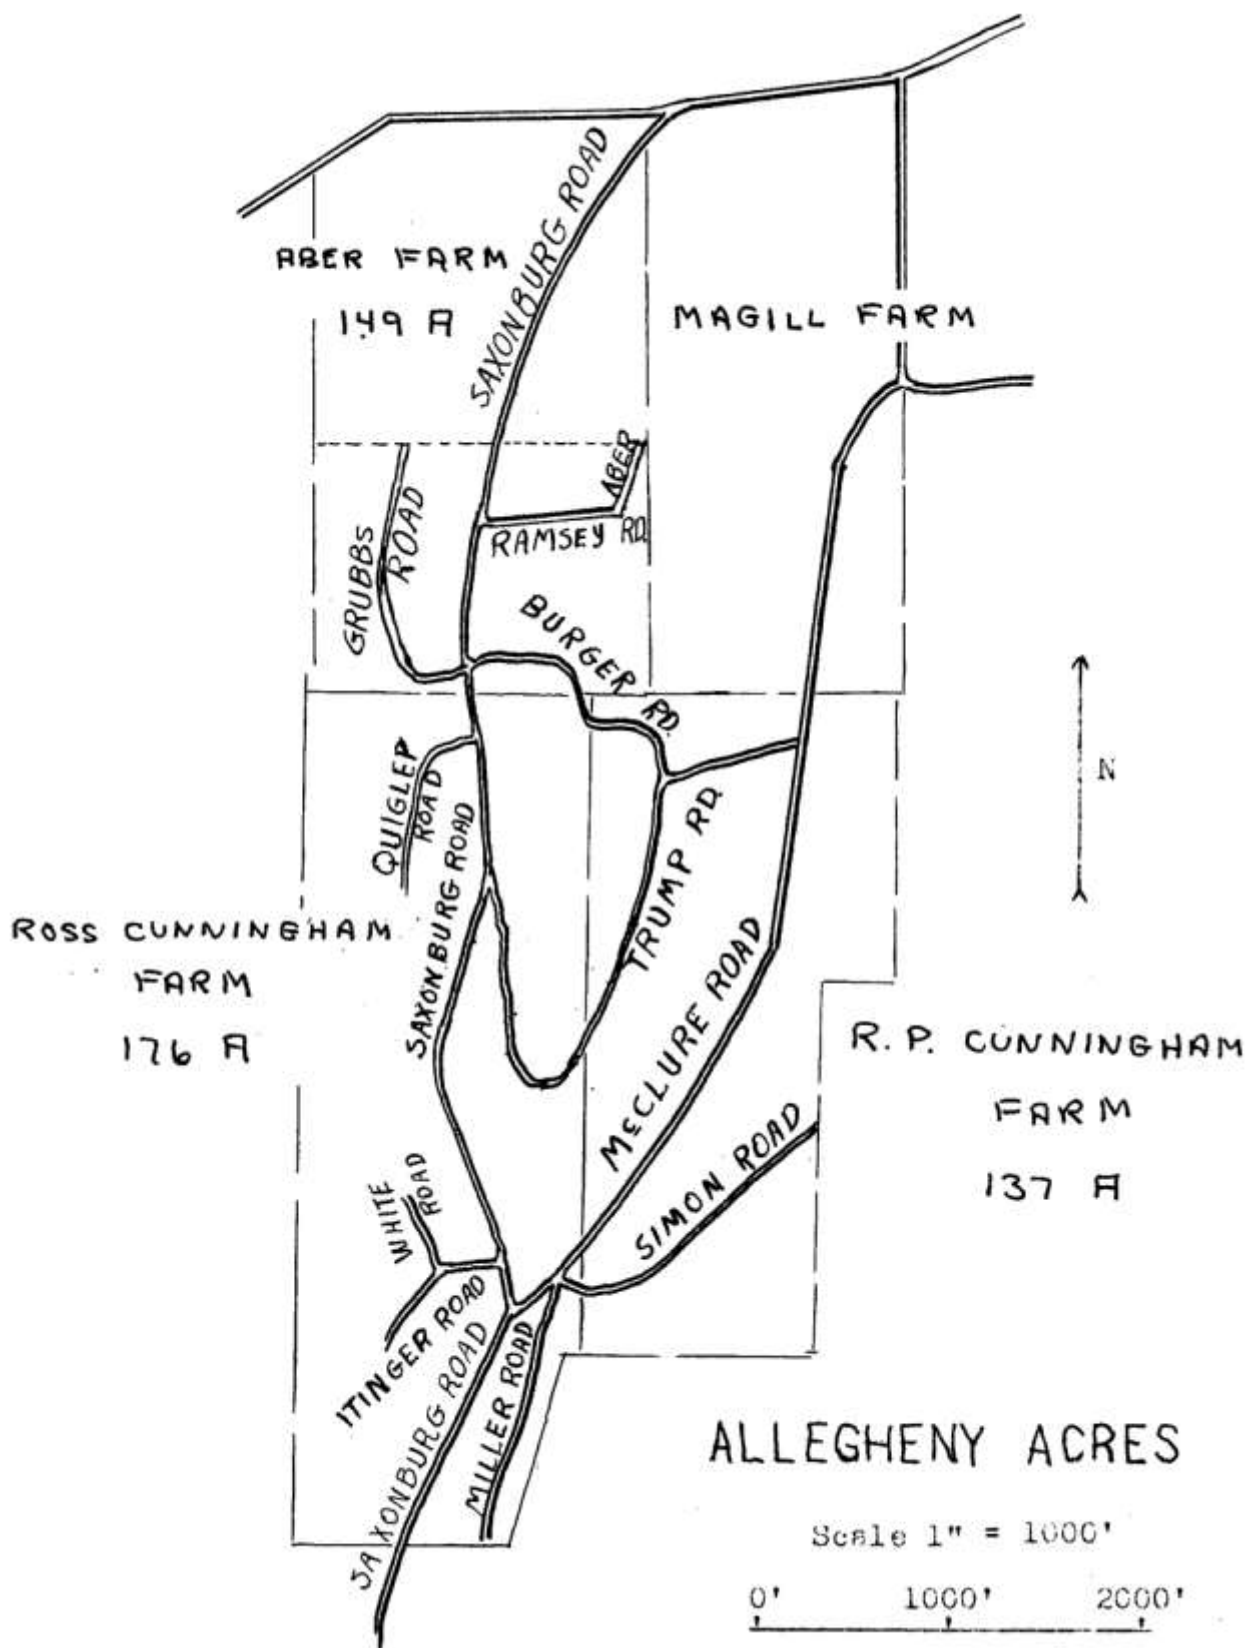 SAXONBURG ROAD
ABER FARM
149 A
MAGILL FARM
ABER
RAMSEY RD.
GRUBBS
ROAD
BURGER RD.
N
QUIGLEP
ROAD
SAXONBURG ROAD
TRUMP RD.
ROSS CUNNINGHAM
FARM
176 A
McCLURE ROAD
R. P. CUNNINGHAM
FARM
137 A
SIMON ROAD
WHITE
ROAD
ITINGER ROAD
SAXONBURG ROAD
MILLER ROAD
ALLEGHENY ACRES
Scale 1" = 1000'
0' 1000' 2000'